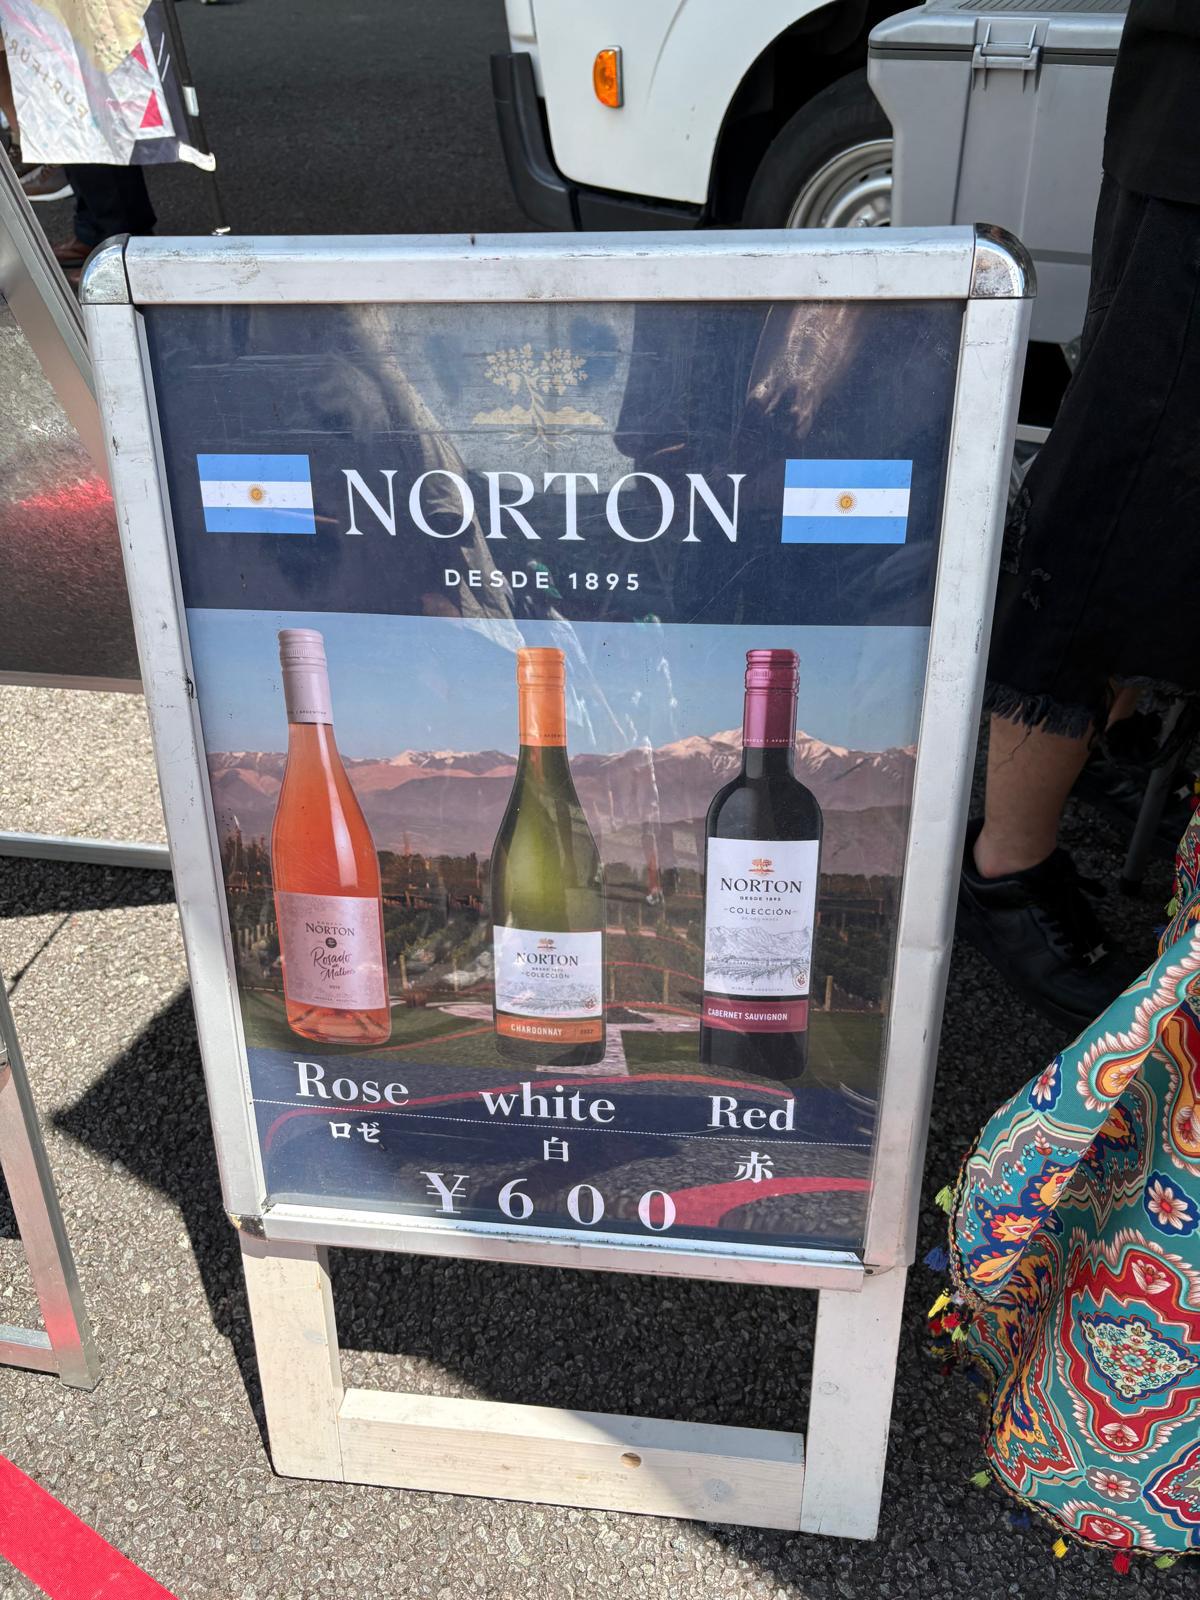 NORTON
DESDE 1895
NORTON
Rosado
de Malbec
NORTON
DESDE 1895
COLECCIÓN
CHARDONNAY
NORTON
DESDE 1895
COLECCIÓN
CABERNET SAUVIGNON
Rose white Red
ロゼ 白 赤
¥600